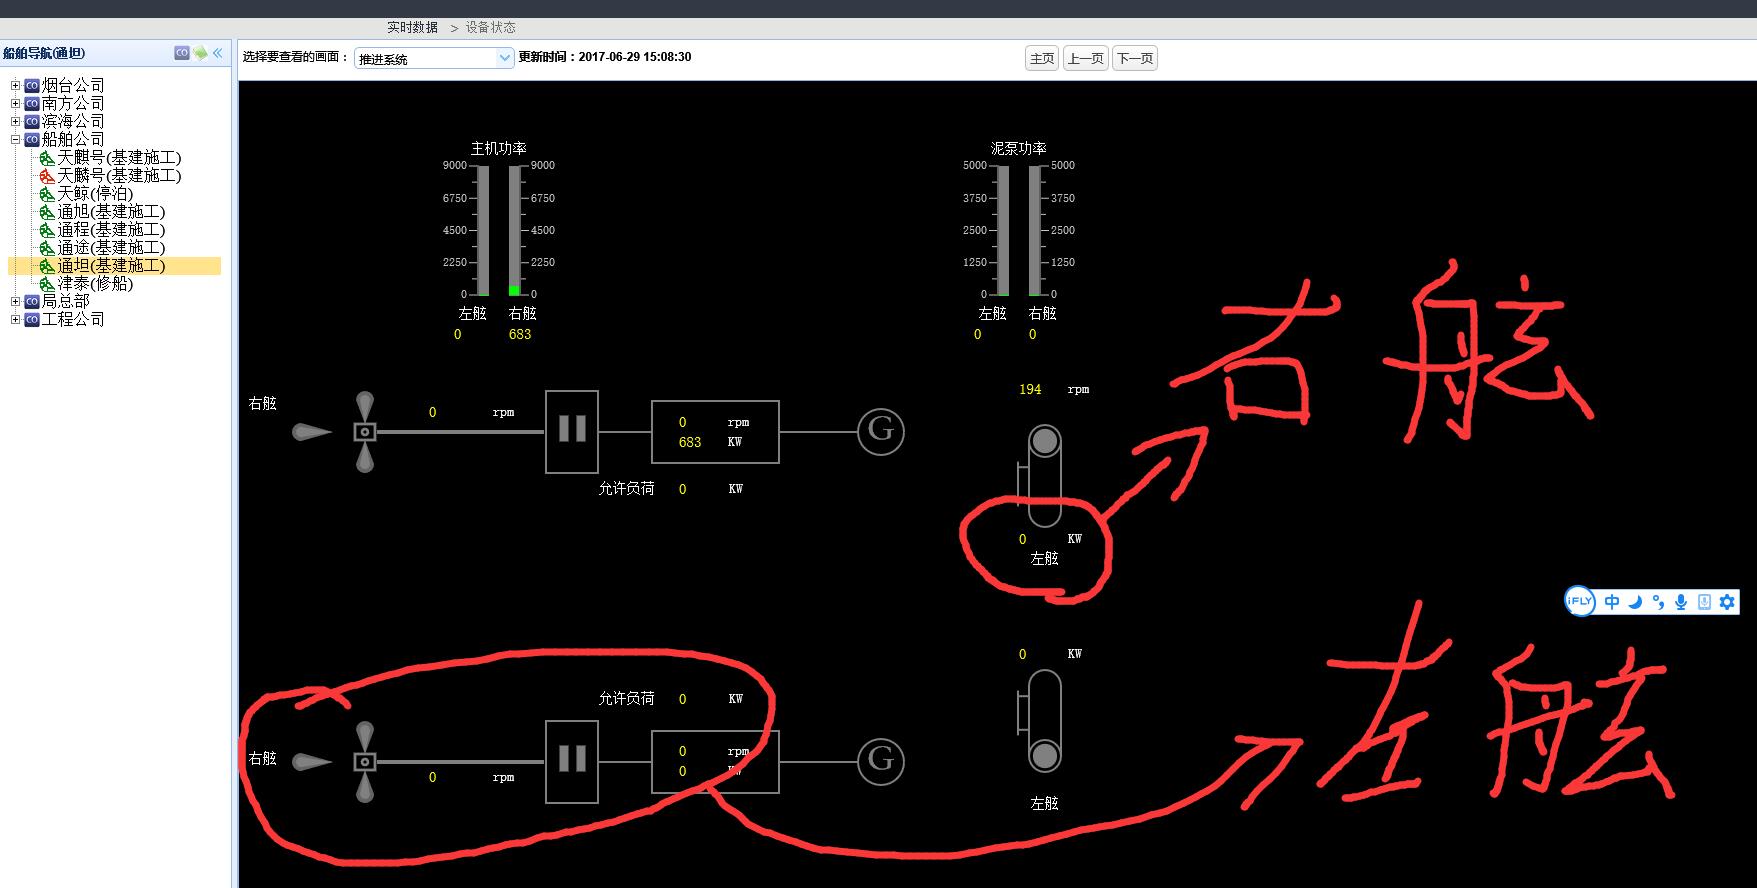 实时数据 > 设备状态
船舶导航(通坦)
CO
选择要查看的画面：
推进系统
更新时间：2017-06-29 15:08:30
主页
上一页
下一页
CO 烟台公司
CO 南方公司
CO 滨海公司
CO 船舶公司
天麒号(基建施工)
天麟号(基建施工)
天鲸(停泊)
通旭(基建施工)
通程(基建施工)
通途(基建施工)
通坦(基建施工)
津泰(修船)
CO 局总部
CO 工程公司
主机功率
9000 9000
6750 6750
4500 4500
2250 2250
0 0
左舷 右舷
0 683
泥泵功率
5000 5000
3750 3750
2500 2500
1250 1250
0 0
左舷 右舷
0 0
右舷
194 rpm
右舷
0 rpm
0 rpm
683 KW
G
允许负荷 0 KW
0 KW
左舷
iFLY 中
左舷
0 KW
允许负荷 0 KW
右舷
0 rpm
0 rpm
0 KW
G
左舷